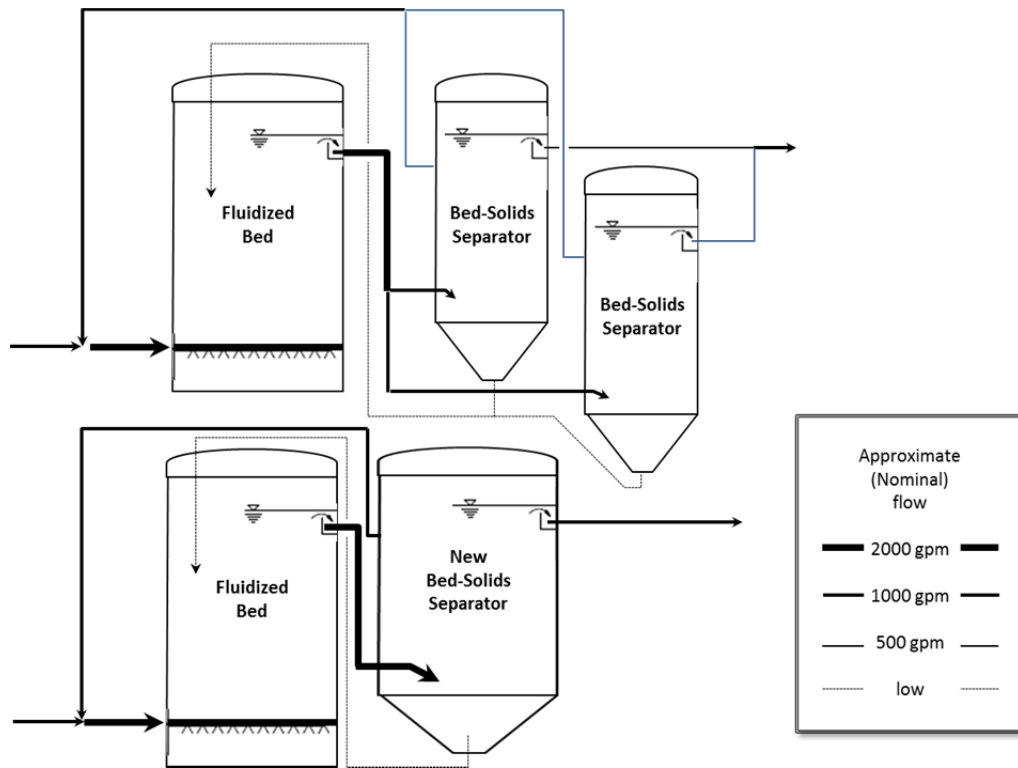 Fluidized
Bed
Bed-Solids
Separator
Bed-Solids
Separator
Fluidized
Bed
New
Bed-Solids
Separator
Approximate
(Nominal)
flow
2000 gpm
1000 gpm
500 gpm
low